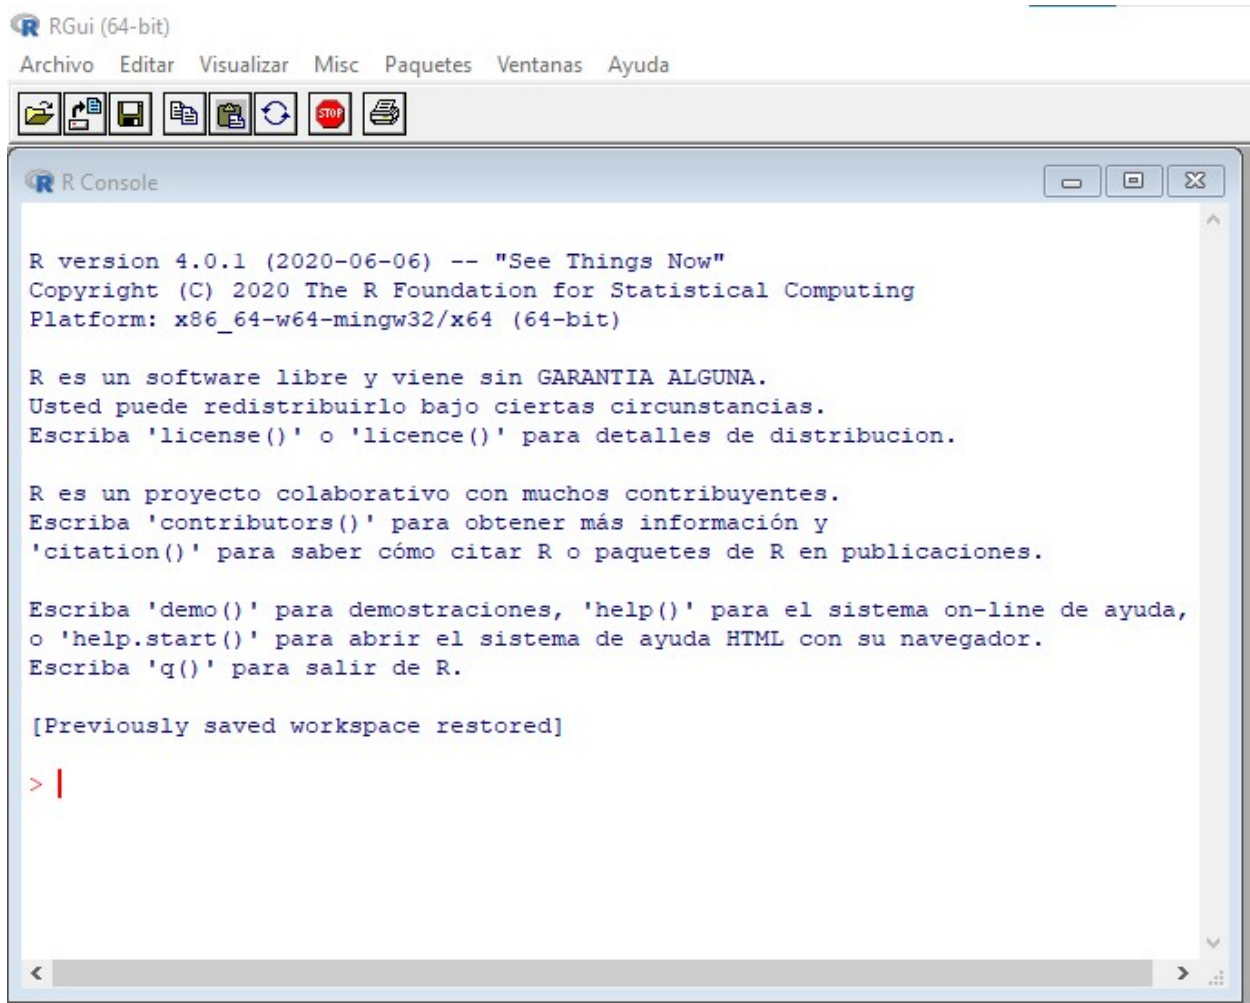 RGui (64-bit)
Archivo Editar Visualizar Misc Paquetes Ventanas Ayuda
STOP
R Console
R version 4.0.1 (2020-06-06) -- "See Things Now"
Copyright (C) 2020 The R Foundation for Statistical Computing
Platform: x86_64-w64-mingw32/x64 (64-bit)
R es un software libre y viene sin GARANTIA ALGUNA.
Usted puede redistribuirlo bajo ciertas circunstancias.
Escriba 'license()' o 'licence()' para detalles de distribucion.
R es un proyecto colaborativo con muchos contribuyentes.
Escriba 'contributors()' para obtener más información y
'citation()' para saber cómo citar R o paquetes de R en publicaciones.
Escriba 'demo()' para demostraciones, 'help()' para el sistema on-line de ayuda,
o 'help.start()' para abrir el sistema de ayuda HTML con su navegador.
Escriba 'q()' para salir de R.
[Previously saved workspace restored]
>